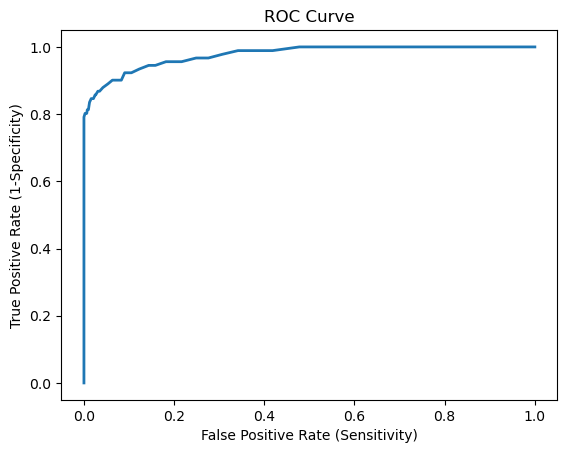 ROC Curve
True Positive Rate (1-Specificity)
1.0
0.8
0.6
0.4
0.2
0.0
0.0 0.2 0.4 0.6 0.8 1.0
False Positive Rate (Sensitivity)